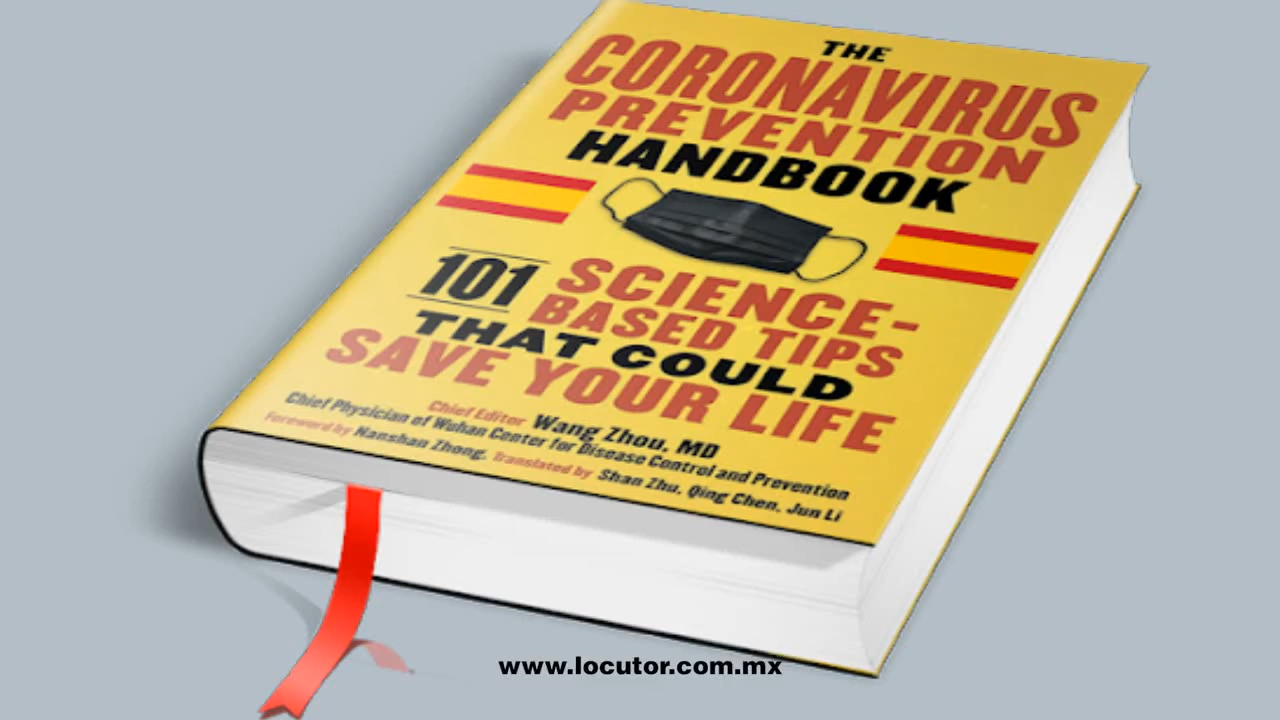 THE
CORONAVIRUS
PREVENTION
HANDBOOK
101 SCIENCE-
BASED TIPS
THAT COULD
SAVE YOUR LIFE
Chief Editor Wang Zhou, MD
Chief Physician of Wuhan Center for Disease Control and Prevention
Foreword by Nanshan Zhong, Translated by Shan Zhu, Qing Chen, Jun Li
www.locutor.com.mx